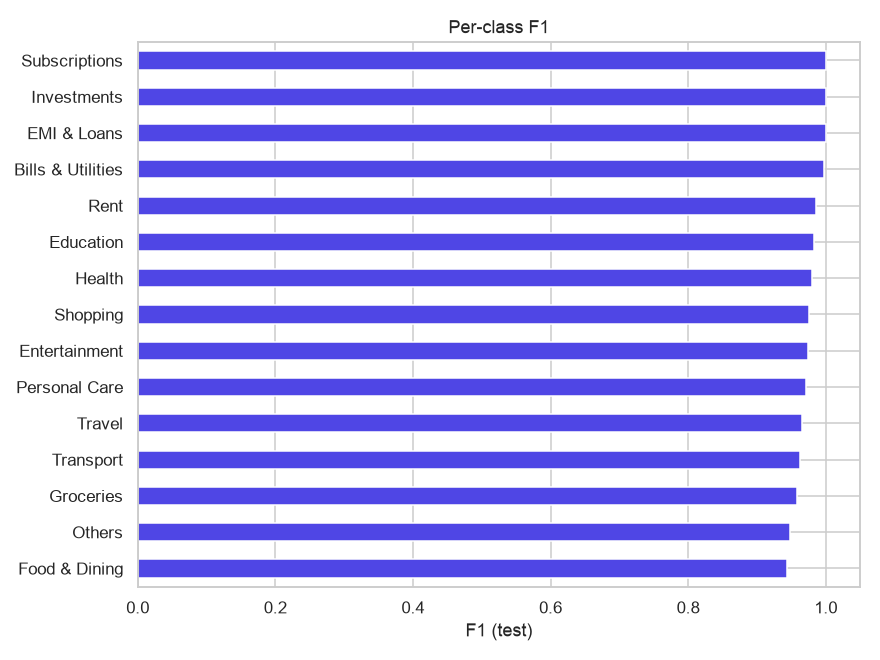 Per-class F1
Subscriptions
Investments
EMI & Loans
Bills & Utilities
Rent
Education
Health
Shopping
Entertainment
Personal Care
Travel
Transport
Groceries
Others
Food & Dining
0.0 0.2 0.4 0.6 0.8 1.0
F1 (test)